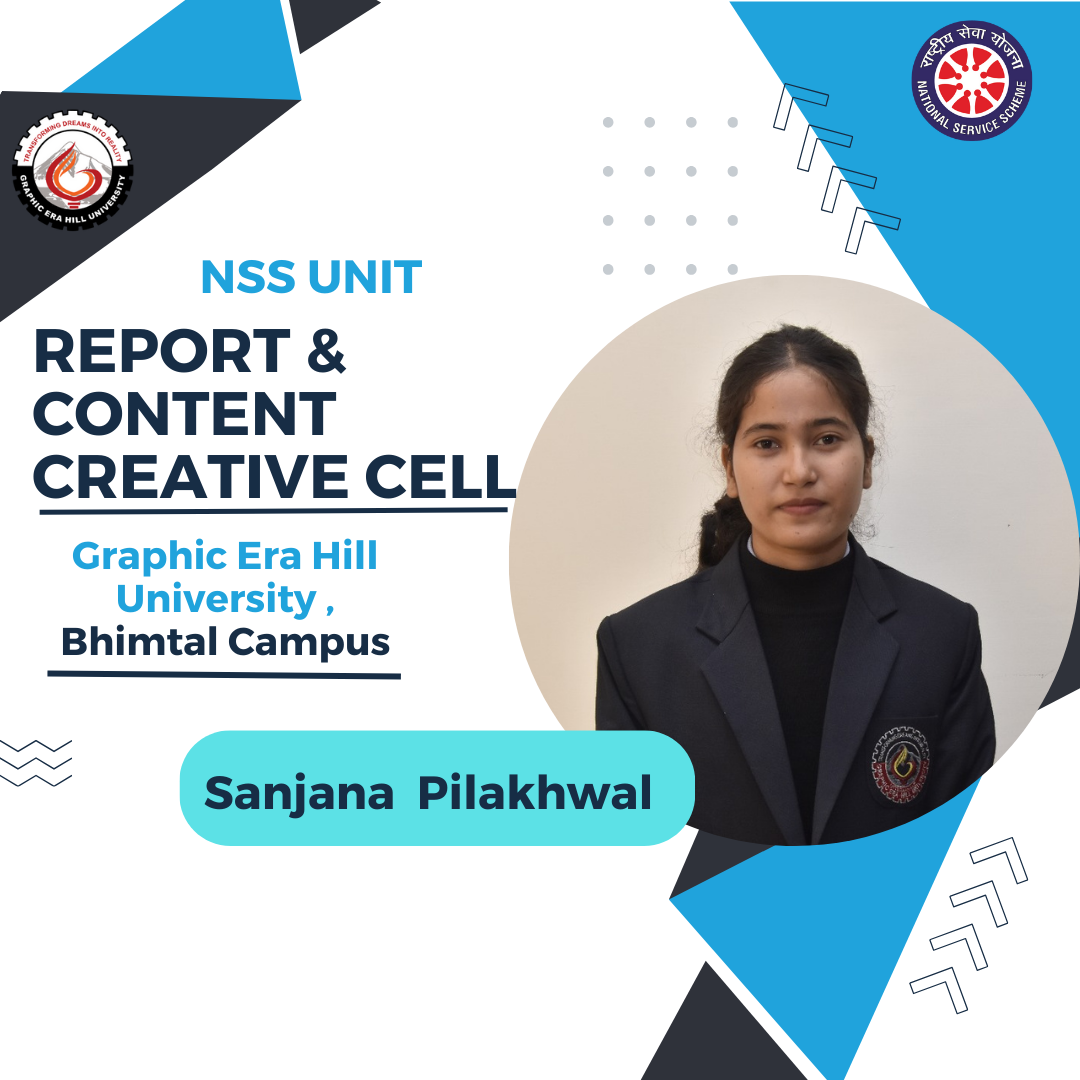 TRANSFORMING DREAMS INTO REALITY
GRAPHIC ERA HILL UNIVERSITY
राष्ट्रीय सेवा योजना
NATIONAL SERVICE SCHEME
NSS UNIT
REPORT &
CONTENT
CREATIVE CELL
Graphic Era Hill
University ,
Bhimtal Campus
Sanjana Pilakhwal